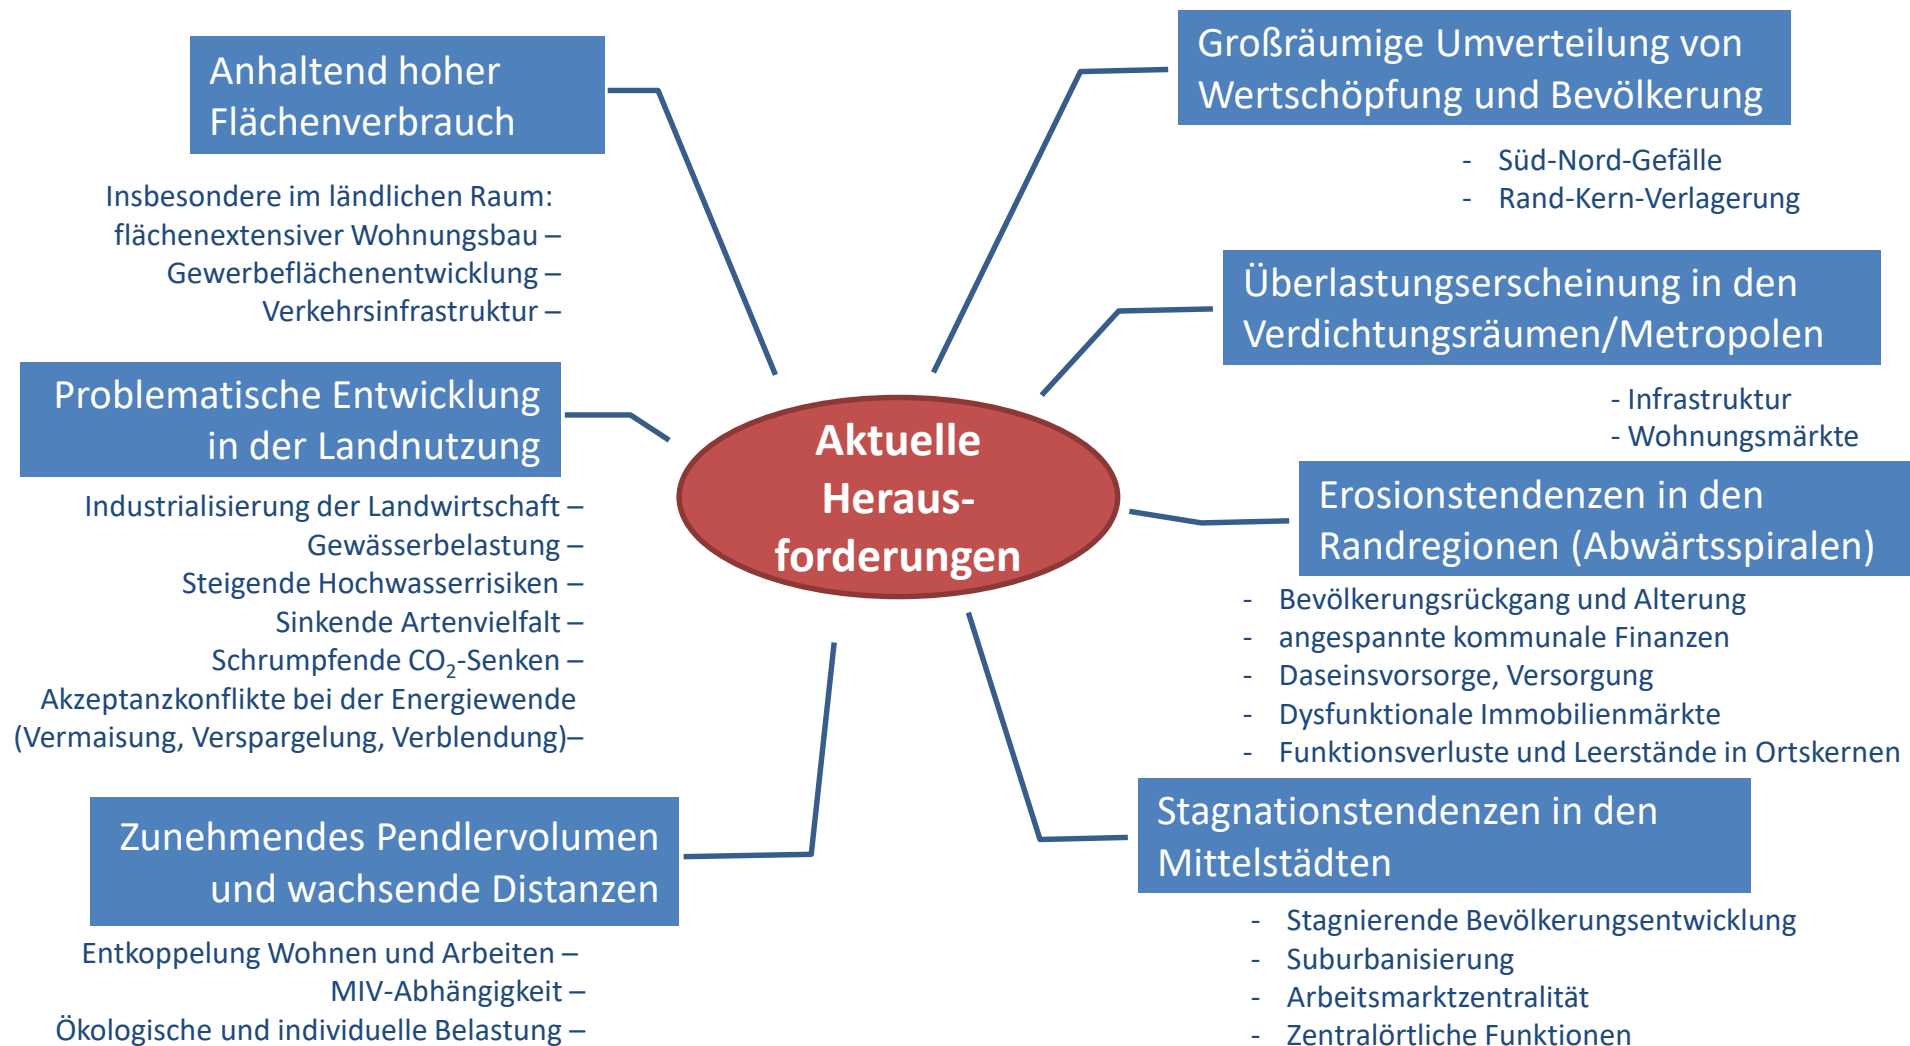 Anhaltend hoher
Flächenverbrauch
Insbesondere im ländlichen Raum:
flächenextensiver Wohnungsbau –
Gewerbeflächenentwicklung –
Verkehrsinfrastruktur –
Problematische Entwicklung
in der Landnutzung
Industrialisierung der Landwirtschaft –
Gewässerbelastung –
Steigende Hochwasserrisiken –
Sinkende Artenvielfalt –
Schrumpfende CO₂-Senken –
Akzeptanzkonflikte bei der Energiewende
(Vermaisung, Verspargelung, Verblendung)–
Zunehmendes Pendlervolumen
und wachsende Distanzen
Entkoppelung Wohnen und Arbeiten –
MIV-Abhängigkeit –
Ökologische und individuelle Belastung –
Aktuelle
Heraus-
forderungen
Großräumige Umverteilung von
Wertschöpfung und Bevölkerung
- Süd-Nord-Gefälle
- Rand-Kern-Verlagerung
Überlastungserscheinung in den
Verdichtungsräumen/Metropolen
- Infrastruktur
- Wohnungsmärkte
Erosionstendenzen in den
Randregionen (Abwärtsspiralen)
- Bevölkerungsrückgang und Alterung
- angespannte kommunale Finanzen
- Daseinsvorsorge, Versorgung
- Dysfunktionale Immobilienmärkte
- Funktionsverluste und Leerstände in Ortskernen
Stagnationstendenzen in den
Mittelstädten
- Stagnierende Bevölkerungsentwicklung
- Suburbanisierung
- Arbeitsmarktzentralität
- Zentralörtliche Funktionen